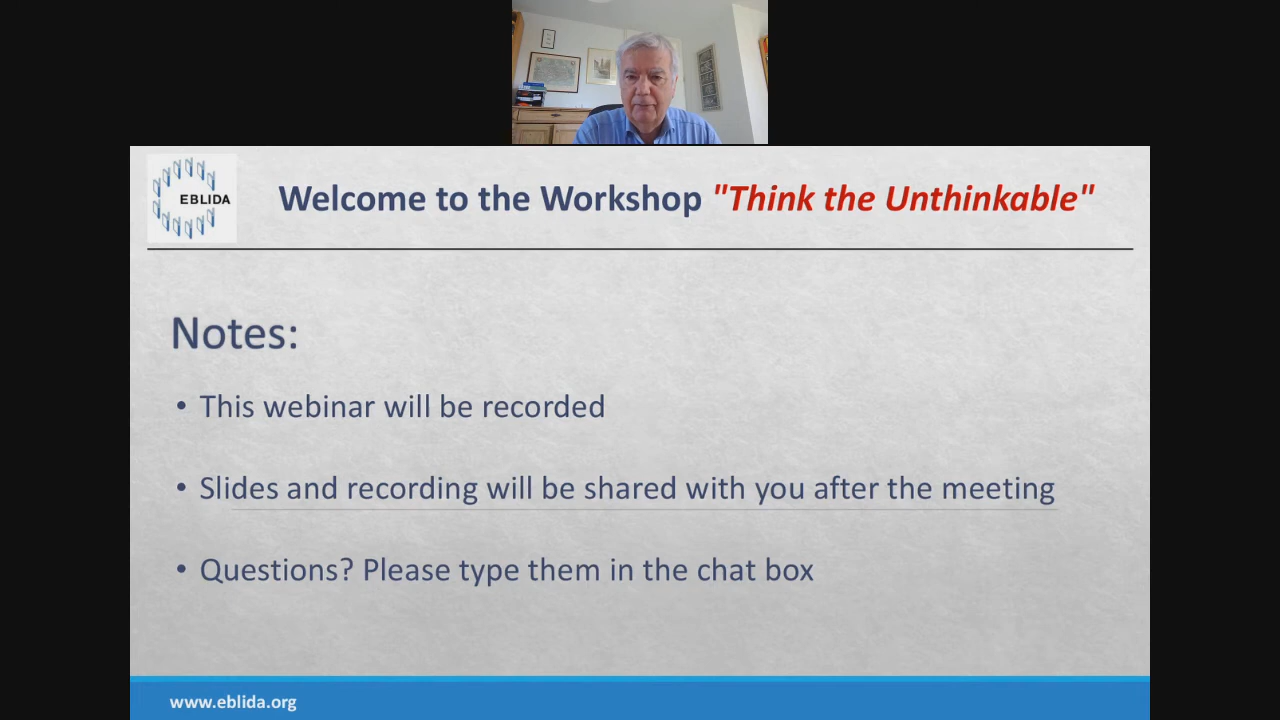 EBLIDA
Welcome to the Workshop "Think the Unthinkable"
Notes:
• This webinar will be recorded
• Slides and recording will be shared with you after the meeting
• Questions? Please type them in the chat box
www.eblida.org